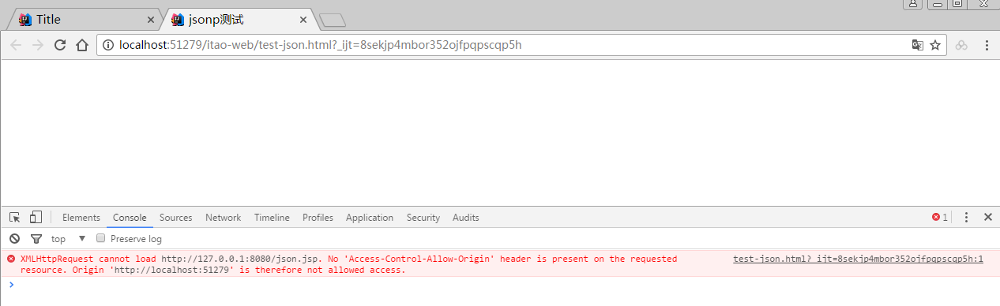 Title
jsonp测试
localhost:51279/itao-web/test-json.html?_ijt=8sekjp4mbor352ojfpqpscqp5h
Elements Console Sources Network Timeline Profiles Application Security Audits 1
top Preserve log
XMLHttpRequest cannot load http://127.0.0.1:8080/json.jsp. No 'Access-Control-Allow-Origin' header is present on the requested test-json.html?_ijt=8sekjp4mbor352ojfpqpscqp5h:1
resource. Origin 'http://localhost:51279' is therefore not allowed access.